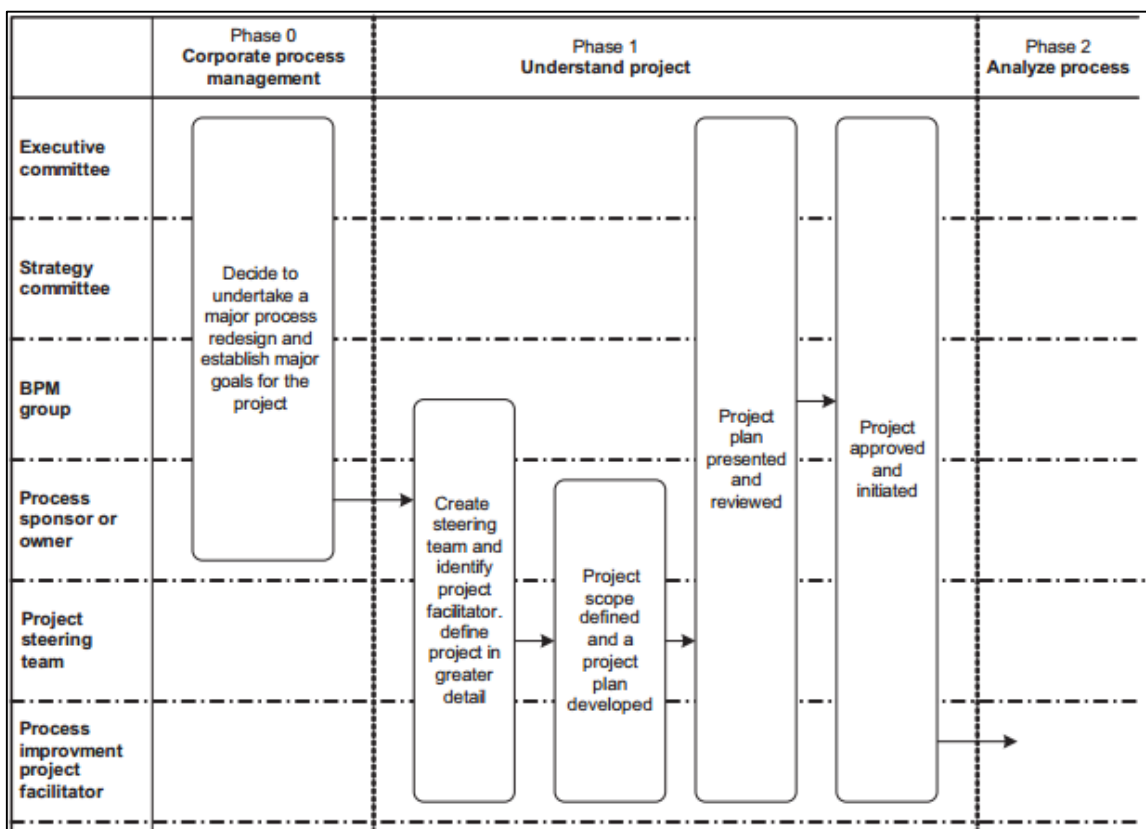 Phase 0
Corporate process
management
Phase 1
Understand project
Phase 2
Analyze process
Executive
committee
Strategy
committee
BPM
group
Process
sponsor or
owner
Project
steering
team
Process
improvment
project
facilitator
Decide to
undertake a
major process
redesign and
establish major
goals for the
project
Create
steering
team and
identify
project
facilitator.
define
project in
greater
detail
Project
scope
defined
and a
project
plan
developed
Project
plan
presented
and
reviewed
Project
approved
and
initiated